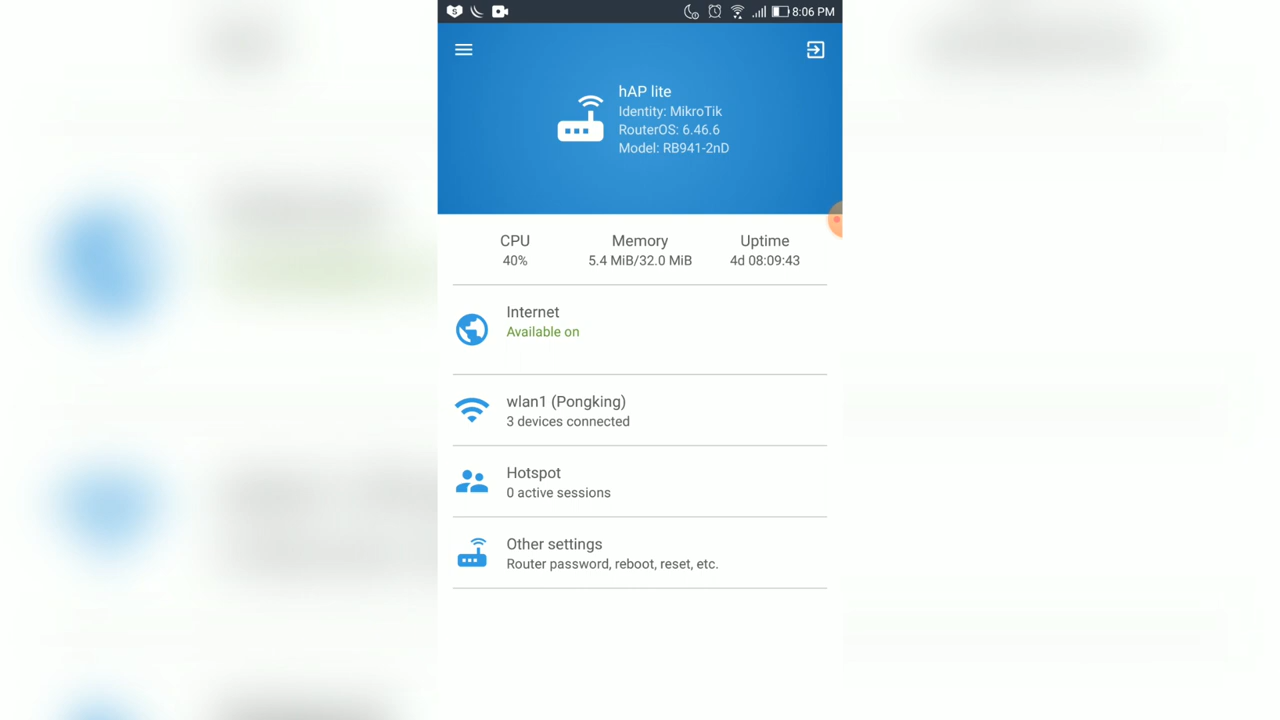 8:06 PM
hAP lite
Identity: MikroTik
RouterOS: 6.46.6
Model: RB941-2nD
CPU Memory Uptime
40% 5.4 MiB/32.0 MiB 4d 08:09:43
Internet
Available on
wlan1 (Pongking)
3 devices connected
Hotspot
0 active sessions
Other settings
Router password, reboot, reset, etc.